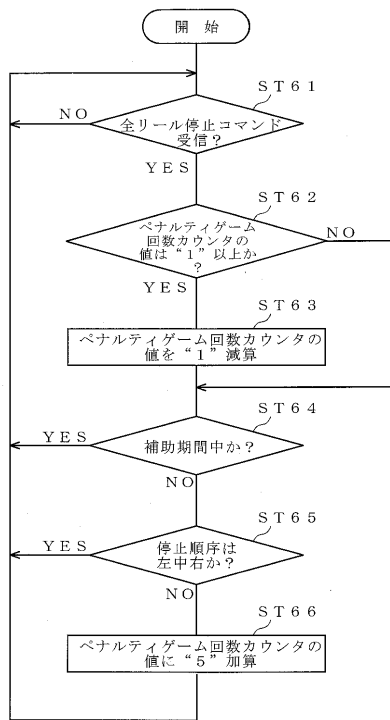 開　始
ＳＴ６１
ＮＯ
全リール停止コマンド
受信？
ＹＥＳ
ＳＴ６２
ペナルティゲーム
回数カウンタの
値は“１”以上か
？
ＮＯ
ＹＥＳ
ＳＴ６３
ペナルティゲーム回数カウンタの
値を“１”減算
ＳＴ６４
ＹＥＳ
補助期間中か？
ＮＯ
ＳＴ６５
ＹＥＳ
停止順序は
左中右か？
ＮＯ
ＳＴ６６
ペナルティゲーム回数カウンタの
値に“５”加算